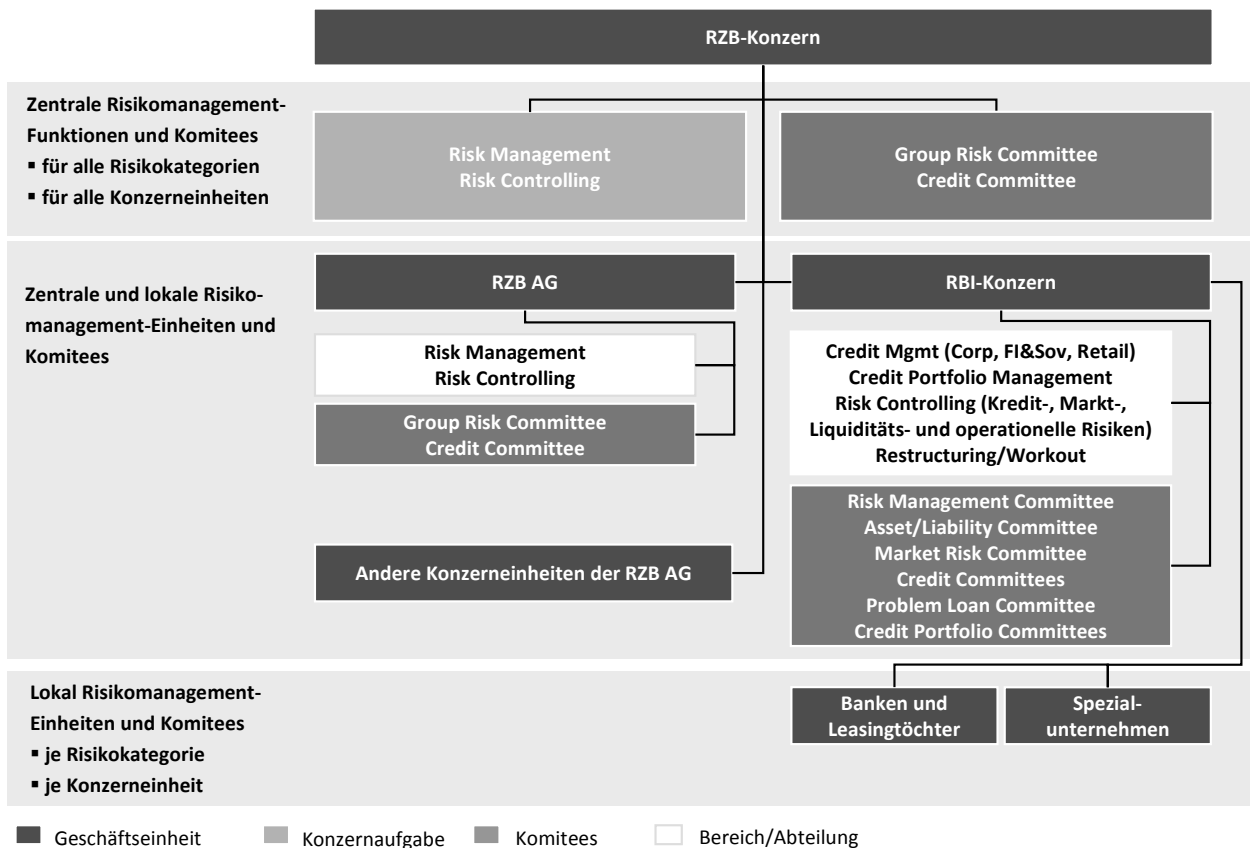 RZB-Konzern
Zentrale Risikomanagement-
Funktionen und Komitees
▪ für alle Risikokategorien
▪ für alle Konzerneinheiten
Risk Management
Risk Controlling
Group Risk Committee
Credit Committee
Zentrale und lokale Risiko-
management-Einheiten und
Komitees
RZB AG
Risk Management
Risk Controlling
Group Risk Committee
Credit Committee
Andere Konzerneinheiten der RZB AG
RBI-Konzern
Credit Mgmt (Corp, FI&Sov, Retail)
Credit Portfolio Management
Risk Controlling (Kredit-, Markt-,
Liquiditäts- und operationelle Risiken)
Restructuring/Workout
Risk Management Committee
Asset/Liability Committee
Market Risk Committee
Credit Committees
Problem Loan Committee
Credit Portfolio Committees
Lokal Risikomanagement-
Einheiten und Komitees
▪ je Risikokategorie
▪ je Konzerneinheit
Banken und
Leasingtöchter
Spezial-
unternehmen
Geschäftseinheit
Konzernaufgabe
Komitees
Bereich/Abteilung